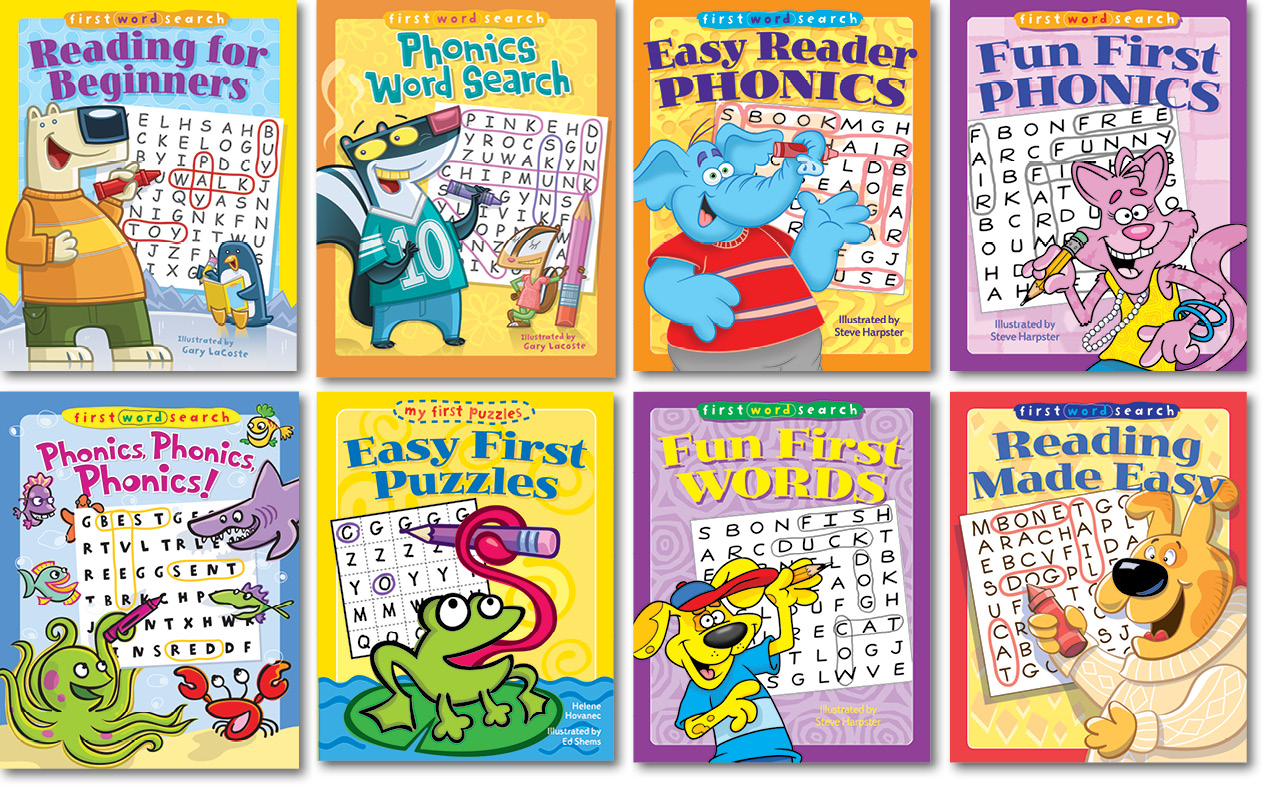 first word search
Reading for
Beginners
E L H S A H B
C K E L O G U
B Y I P D C Y
W A L K J
J Q Y A S N
N I G N K F N
T O Y I T W U
J Z F
I X G
Illustrated by
Gary LaCoste
first word search
Phonics
Word Search
P I N K E H D
Y R O C S G U
Z U W A K Y N
C H I P M U N K
S G Y N S
I V I K F
10
Illustrated by
Gary LaCoste
first word search
Easy Reader
PHONICS
S B O O K M G H
A I R
L D B
E A O E
G A
R R
G J
U S E
Illustrated by
Steve Harpster
first word search
Fun First
PHONICS
F B O N F R E E
A R C F U N N Y
I B F I
R K A
B C R D U
O U M
H D
A H
Illustrated by
Steve Harpster
first word search
Phonics, Phonics,
Phonics!
G B E S T G F
R T V L T R L E
R E E G G S E N T
T B R K C H P
J N T X H W
I N S R E D D F
my first puzzles
Easy First
Puzzles
C G G G G
Z Z Z Z
Y O Y Y
M M W
Q O
Helene
Hovanec
Illustrated by
Ed Shems
first word search
Fun First
WORDS
S B O N F I S H
A R C D U C K T
E L D B
A O K
U F G H
R E C A T
T L O G J
S G L W V E
Illustrated by
Steve Harpster
first word search
Reading
Made Easy
M B O N E T G C
A R A C H A P L
E B C V F I D A
S D O G P L
U F
C R S J
A B
T G